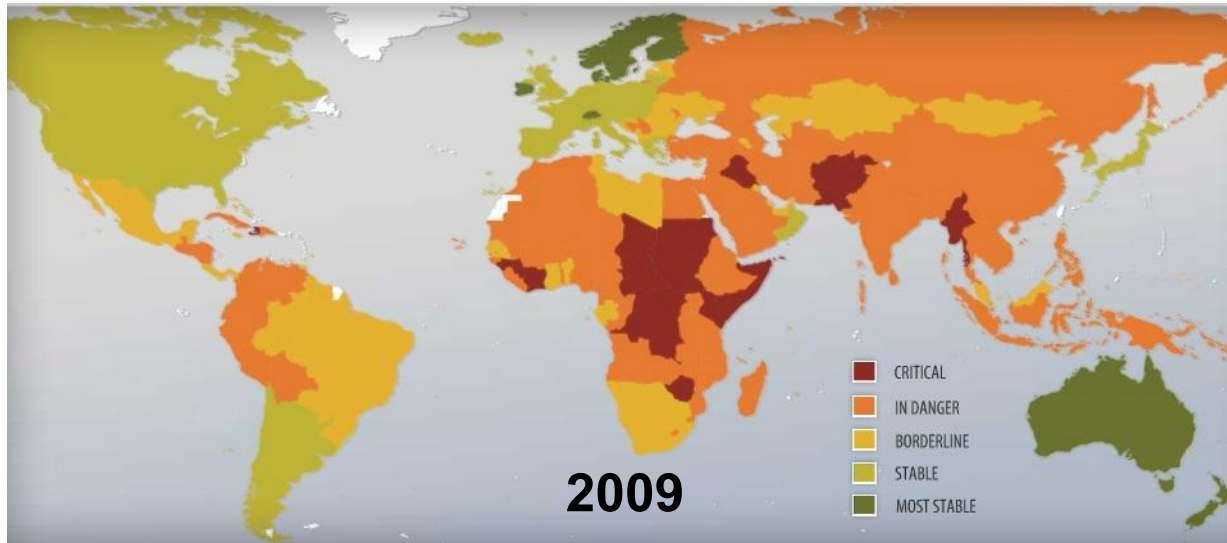 CRITICAL
IN DANGER
BORDERLINE
STABLE
MOST STABLE
2009